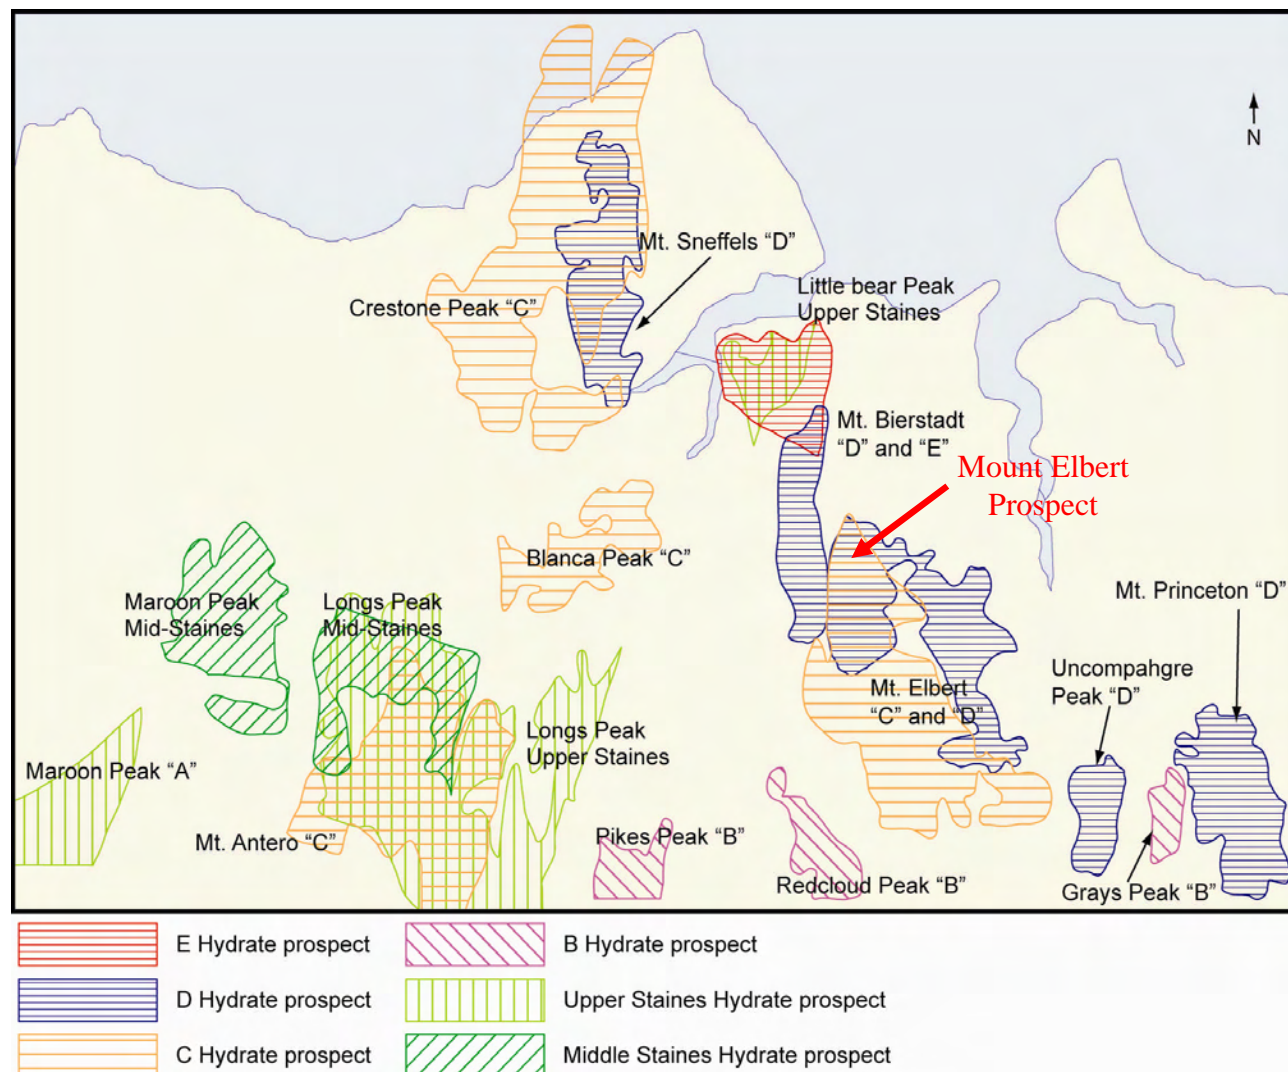 N
Mt. Sneffels “D”
Crestone Peak “C”
Little bear Peak
Upper Staines
Mt. Bierstadt
“D” and “E”
Mount Elbert
Prospect
Blanca Peak “C”
Maroon Peak
Mid-Staines
Longs Peak
Mid-Staines
Mt. Princeton “D”
Uncompahgre
Peak “D”
Mt. Elbert
“C” and “D”
Longs Peak
Upper Staines
Maroon Peak “A”
Mt. Antero “C”
Pikes Peak “B”
Redcloud Peak “B”
Grays Peak “B”
E Hydrate prospect
B Hydrate prospect
D Hydrate prospect
Upper Staines Hydrate prospect
C Hydrate prospect
Middle Staines Hydrate prospect